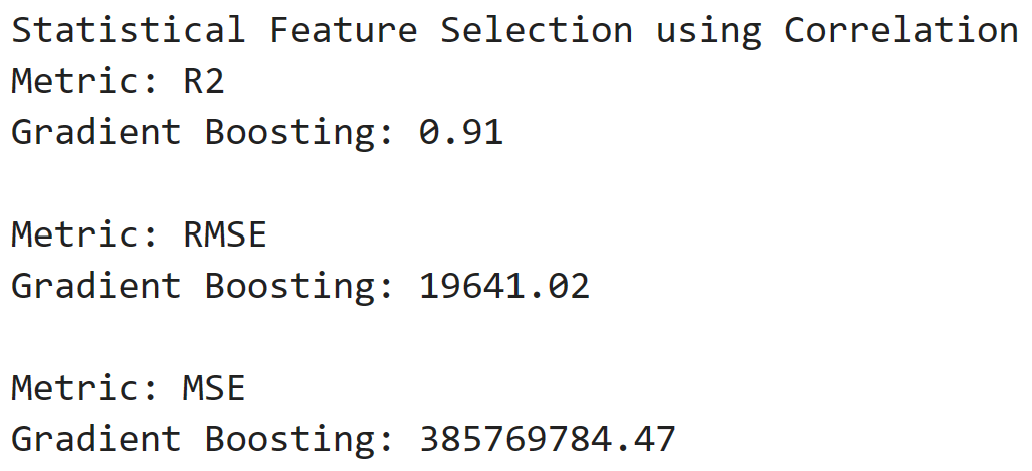 Statistical Feature Selection using Correlation
Metric: R2
Gradient Boosting: 0.91
Metric: RMSE
Gradient Boosting: 19641.02
Metric: MSE
Gradient Boosting: 385769784.47